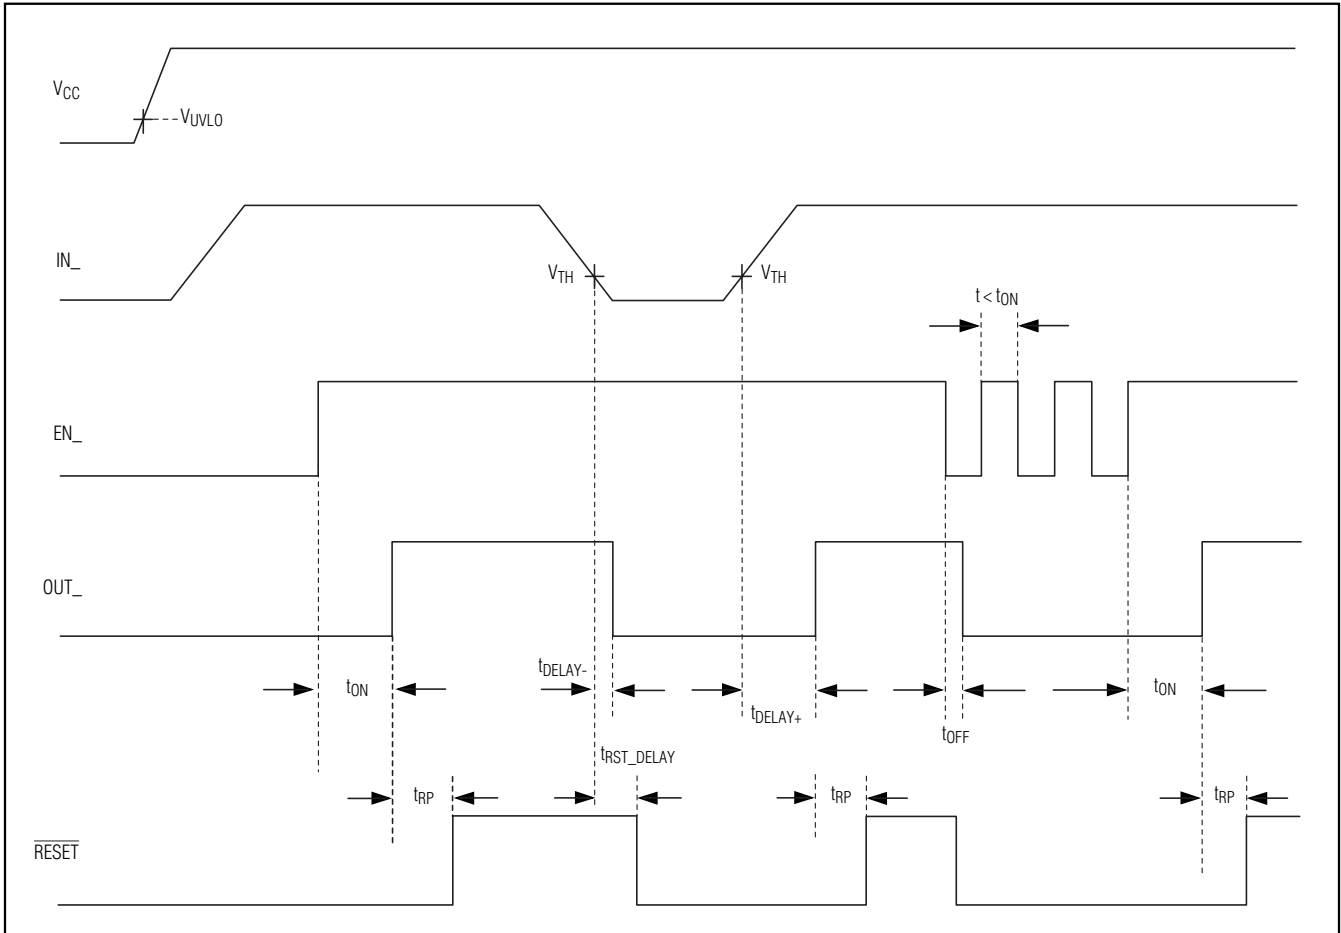 VCC
VUVLO
IN_
VTH
VTH
t < tON
EN_
OUT_
tON
tDELAY-
tDELAY+
tOFF
tON
tRST_DELAY
tRP
tRP
tRP
RESET